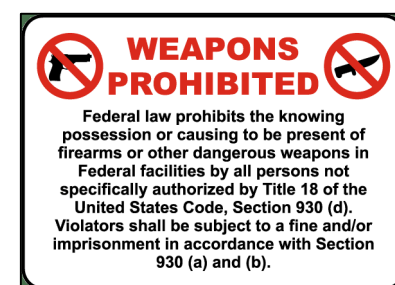 WEAPONS
PROHIBITED
Federal law prohibits the knowing
possession or causing to be present of
firearms or other dangerous weapons in
Federal facilities by all persons not
specifically authorized by Title 18 of the
United States Code, Section 930 (d).
Violators shall be subject to a fine and/or
imprisonment in accordance with Section
930 (a) and (b).